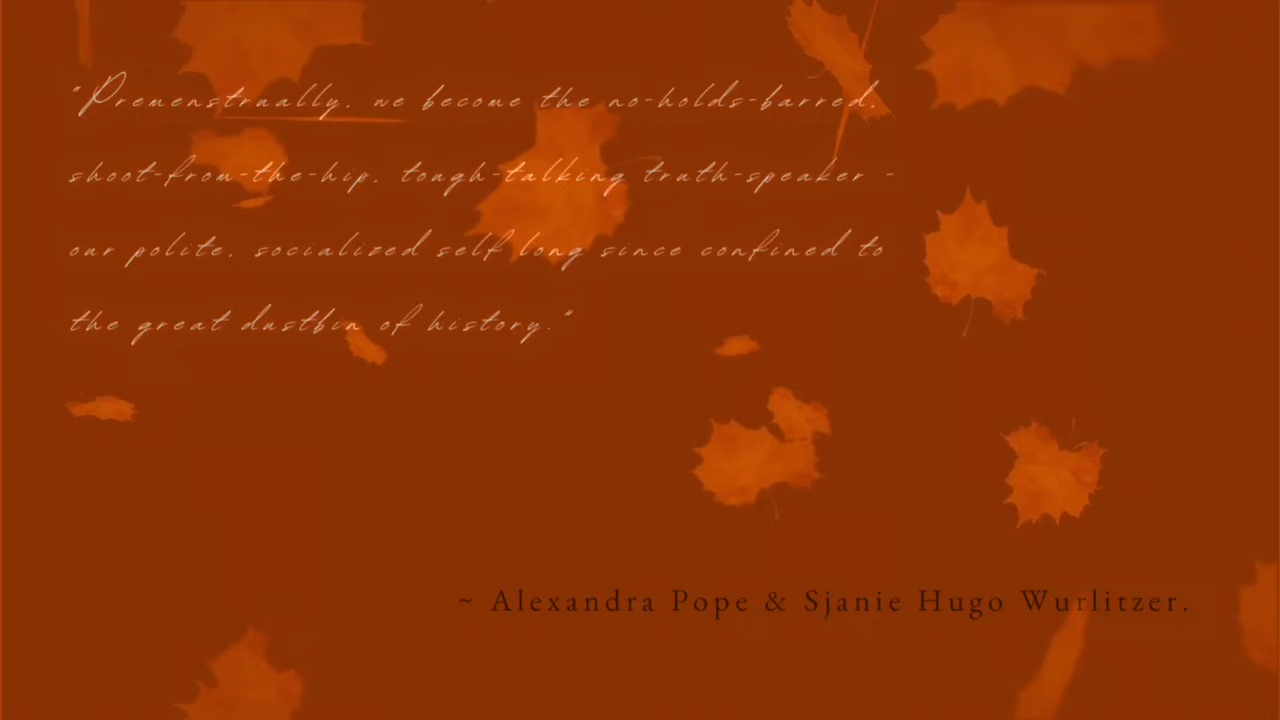 "Premenstrually, we become the no-holds-barred,
shoot-from-the-hip, tough-talking truth-speaker -
our polite, socialized self long since confined to
the great dustbin of history."
~ Alexandra Pope & Sjanie Hugo Wurlitzer.